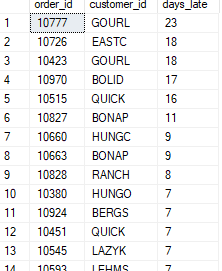 order_id customer_id days_late
1 10777 GOURL 23
2 10726 EASTC 18
3 10423 GOURL 18
4 10970 BOLID 17
5 10515 QUICK 16
6 10827 BONAP 11
7 10660 HUNGC 9
8 10663 BONAP 9
9 10828 RANCH 8
10 10380 HUNGO 7
11 10924 BERGS 7
12 10451 QUICK 7
13 10545 LAZYK 7
14 10593 LEHMS 7